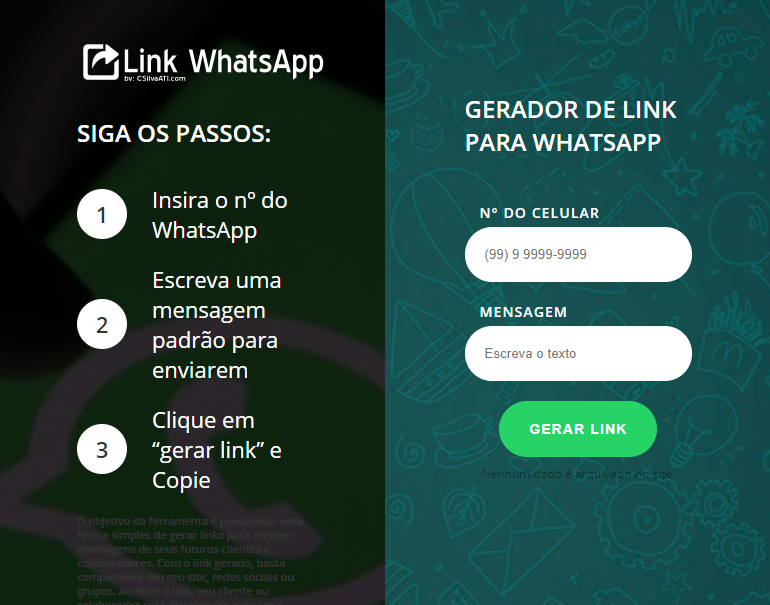 Link WhatsApp
by: CSilvaATI.com
SIGA OS PASSOS:
1
Insira o nº do
WhatsApp
2
Escreva uma
mensagem
padrão para
enviarem
3
Clique em
“gerar link” e
Copie
O objetivo da ferramenta é possibilitar uma
forma simples de gerar links para receber
mensagens de seus futuros clientes e
colaboradores. Com o link gerado, basta
compartilhar em seu site, redes sociais ou
grupos. Ao abrir o link, seu cliente ou
GERADOR DE LINK
PARA WHATSAPP
Nº DO CELULAR
(99) 9 9999-9999
MENSAGEM
Escreva o texto
GERAR LINK
Nenhum dado é arquivado no site.